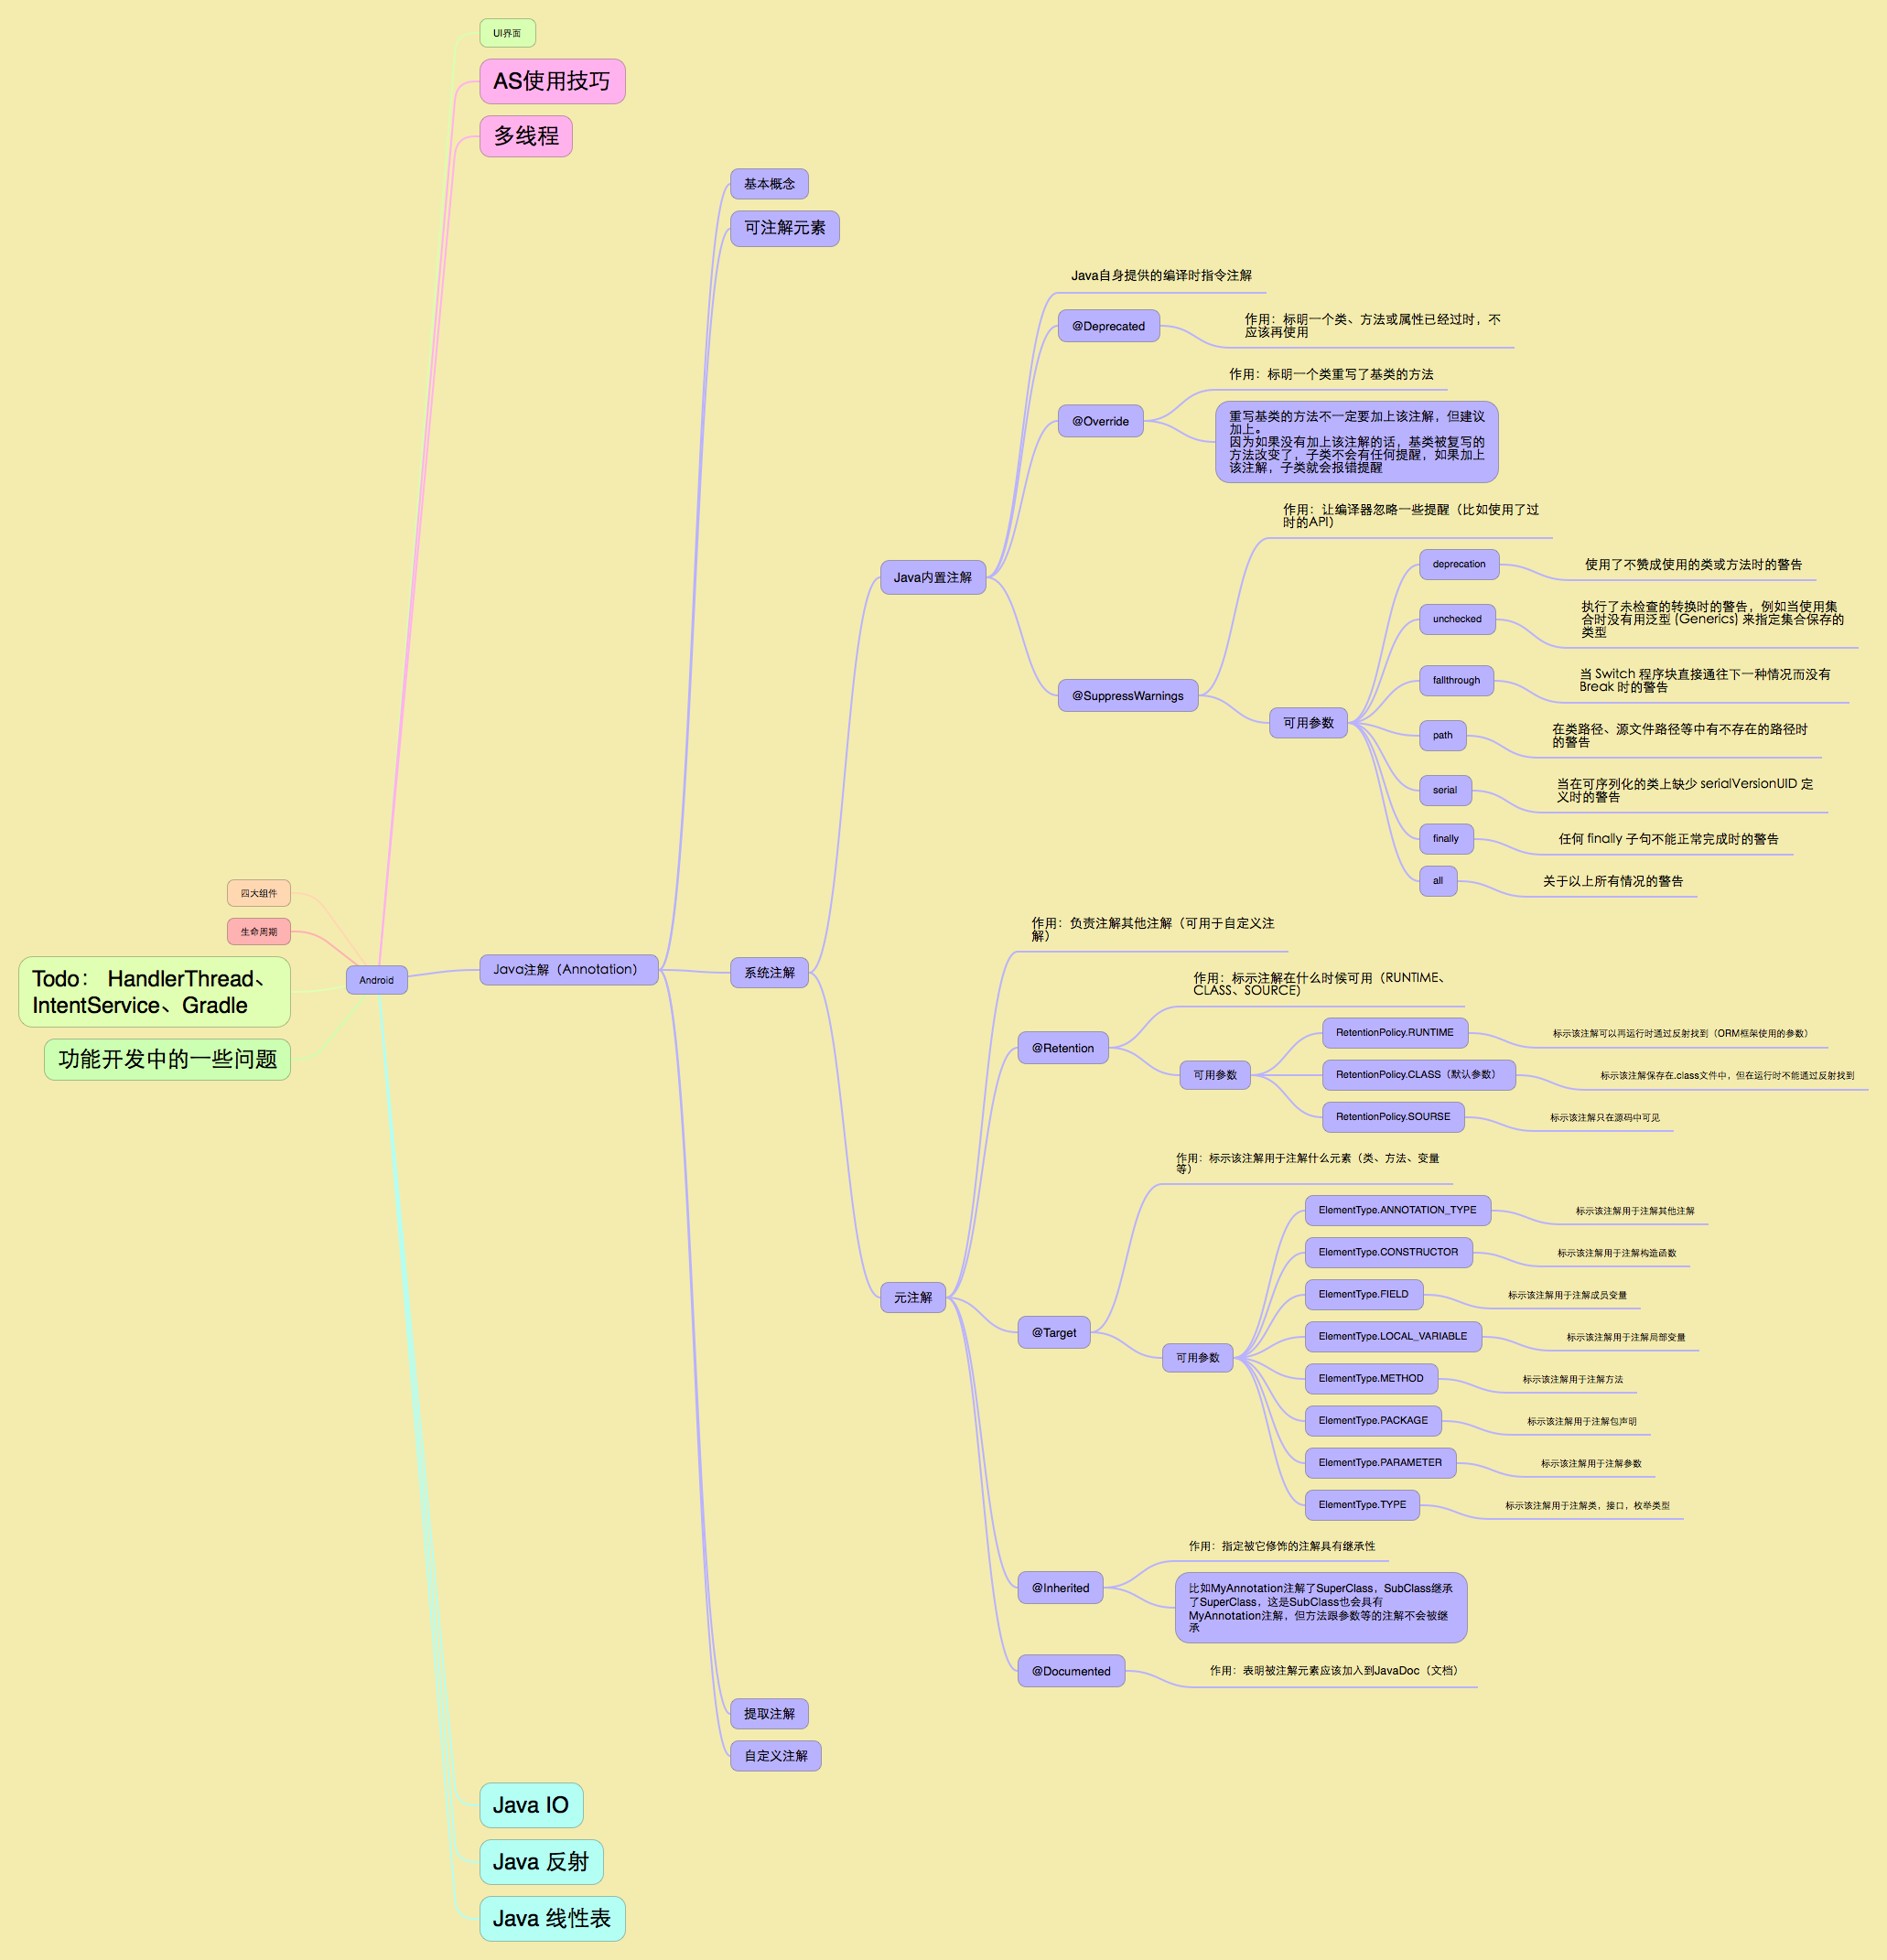 UI界面
AS使用技巧
多线程
基本概念
可注解元素
Java自身提供的编译时指令注解
@Deprecated
作用：标明一个类、方法或属性已经过时，不
应该再使用
作用：标明一个类重写了基类的方法
@Override
重写基类的方法不一定要加上该注解，但建议
加上。
因为如果没有加上该注解的话，基类被复写的
方法改变了，子类不会有任何提醒，如果加上
该注解，子类就会报错提醒
作用：让编译器忽略一些提醒（比如使用了过
时的API）
Java内置注解
deprecation
使用了不赞成使用的类或方法时的警告
unchecked
执行了未检查的转换时的警告，例如当使用集
合时没有用泛型 (Generics) 来指定集合保存的
类型
fallthrough
当 Switch 程序块直接通往下一种情况而没有
Break 时的警告
@SuppressWarnings
可用参数
path
在类路径、源文件路径等中有不存在的路径时
的警告
serial
当在可序列化的类上缺少 serialVersionUID 定
义时的警告
finally
任何 finally 子句不能正常完成时的警告
all
关于以上所有情况的警告
四大组件
生命周期
Todo： HandlerThread、
IntentService、Gradle
功能开发中的一些问题
Android
Java注解（Annotation）
系统注解
作用：负责注解其他注解（可用于自定义注
解）
作用：标示注解在什么时候可用（RUNTIME、
CLASS、SOURCE）
@Retention
可用参数
RetentionPolicy.RUNTIME
标示该注解可以再运行时通过反射找到（ORM框架使用的参数）
RetentionPolicy.CLASS（默认参数）
标示该注解保存在.class文件中，但在运行时不能通过反射找到
RetentionPolicy.SOURSE
标示该注解只在源码中可见
作用：标示该注解用于注解什么元素（类、方法、变量
等）
元注解
@Target
可用参数
ElementType.ANNOTATION_TYPE
标示该注解用于注解其他注解
ElementType.CONSTRUCTOR
标示该注解用于注解构造函数
ElementType.FIELD
标示该注解用于注解成员变量
ElementType.LOCAL_VARIABLE
标示该注解用于注解局部变量
ElementType.METHOD
标示该注解用于注解方法
ElementType.PACKAGE
标示该注解用于注解包声明
ElementType.PARAMETER
标示该注解用于注解参数
ElementType.TYPE
标示该注解用于注解类，接口，枚举类型
作用：指定被它修饰的注解具有继承性
@Inherited
比如MyAnnotation注解了SuperClass，SubClass继承
了SuperClass，这是SubClass也会具有
MyAnnotation注解，但方法跟参数等的注解不会被继
承
@Documented
作用：表明被注解元素应该加入到JavaDoc（文档）
提取注解
自定义注解
Java IO
Java 反射
Java 线性表